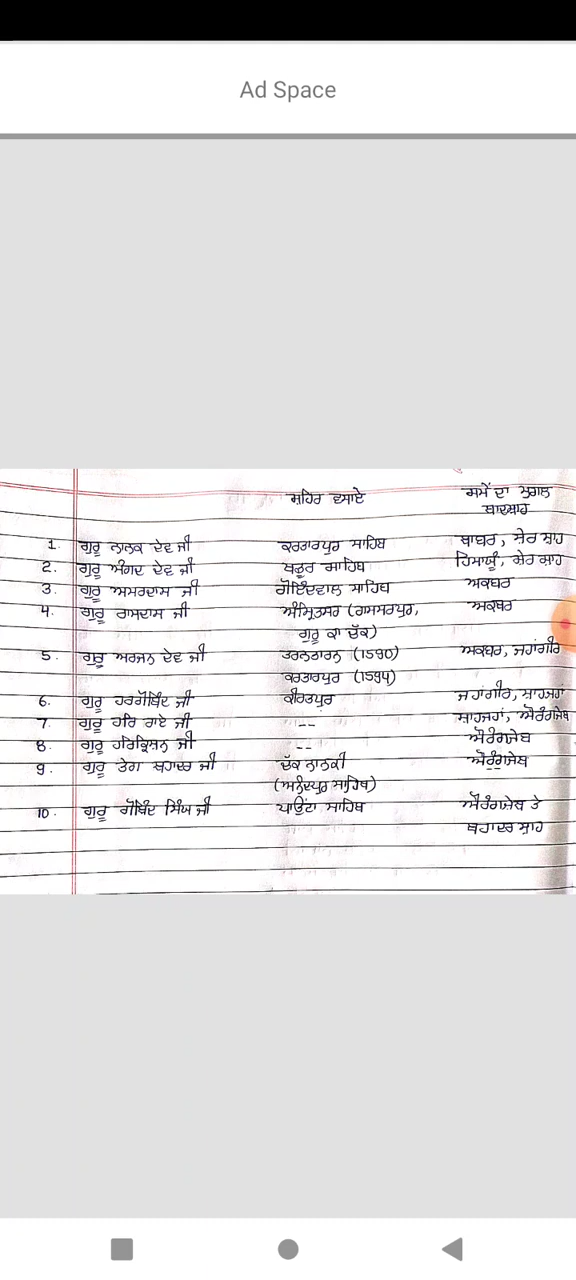 Ad Space
ਸ਼ਹਿਰ ਵਸਾਏ
ਸਮੇਂ ਦਾ ਮੁਗਲ
ਬਾਦਸ਼ਾਹ
1. ਗੁਰੂ ਨਾਨਕ ਦੇਵ ਜੀ ਕਰਤਾਰਪੁਰ ਸਾਹਿਬ ਬਾਬਰ, ਸ਼ੇਰ ਸ਼ਾਹ
2. ਗੁਰੂ ਅੰਗਦ ਦੇਵ ਜੀ ਖਡੂਰ ਸਾਹਿਬ ਹਿਮਾਯੂੰ, ਸ਼ੇਰ ਸ਼ਾਹ
3. ਗੁਰੂ ਅਮਰਦਾਸ ਜੀ ਗੋਇੰਦਵਾਲ ਸਾਹਿਬ ਅਕਬਰ
4. ਗੁਰੂ ਰਾਮਦਾਸ ਜੀ ਅੰਮ੍ਰਿਤਸਰ (ਰਾਮਸਰਪੁਰ, ਅਕਬਰ
ਗੁਰੂ ਕਾ ਚੱਕ)
5. ਗੁਰੂ ਅਰਜਨ ਦੇਵ ਜੀ ਤਰਨਤਾਰਨ (1590) ਅਕਬਰ, ਜਹਾਂਗੀਰ
ਕਰਤਾਰਪੁਰ (1594)
6. ਗੁਰੂ ਹਰਗੋਬਿੰਦ ਜੀ ਕੀਰਤਪੁਰ ਜਹਾਂਗੀਰ, ਸ਼ਾਹਜਹਾਂ
7. ਗੁਰੂ ਹਰਿ ਰਾਏ ਜੀ -- ਸ਼ਾਹਜਹਾਂ, ਔਰੰਗਜੇਬ
8. ਗੁਰੂ ਹਰਿਕ੍ਰਿਸ਼ਨ ਜੀ -- ਔਰੰਗਜੇਬ
9. ਗੁਰੂ ਤੇਗ ਬਹਾਦਰ ਜੀ ਚੱਕ ਨਾਨਕੀ ਔਰੰਗਜੇਬ
(ਅਨੰਦਪੁਰ ਸਾਹਿਬ)
10. ਗੁਰੂ ਗੋਬਿੰਦ ਸਿੰਘ ਜੀ ਪਾਉਂਟਾ ਸਾਹਿਬ ਔਰੰਗਜੇਬ ਤੇ
ਬਹਾਦਰ ਸ਼ਾਹ